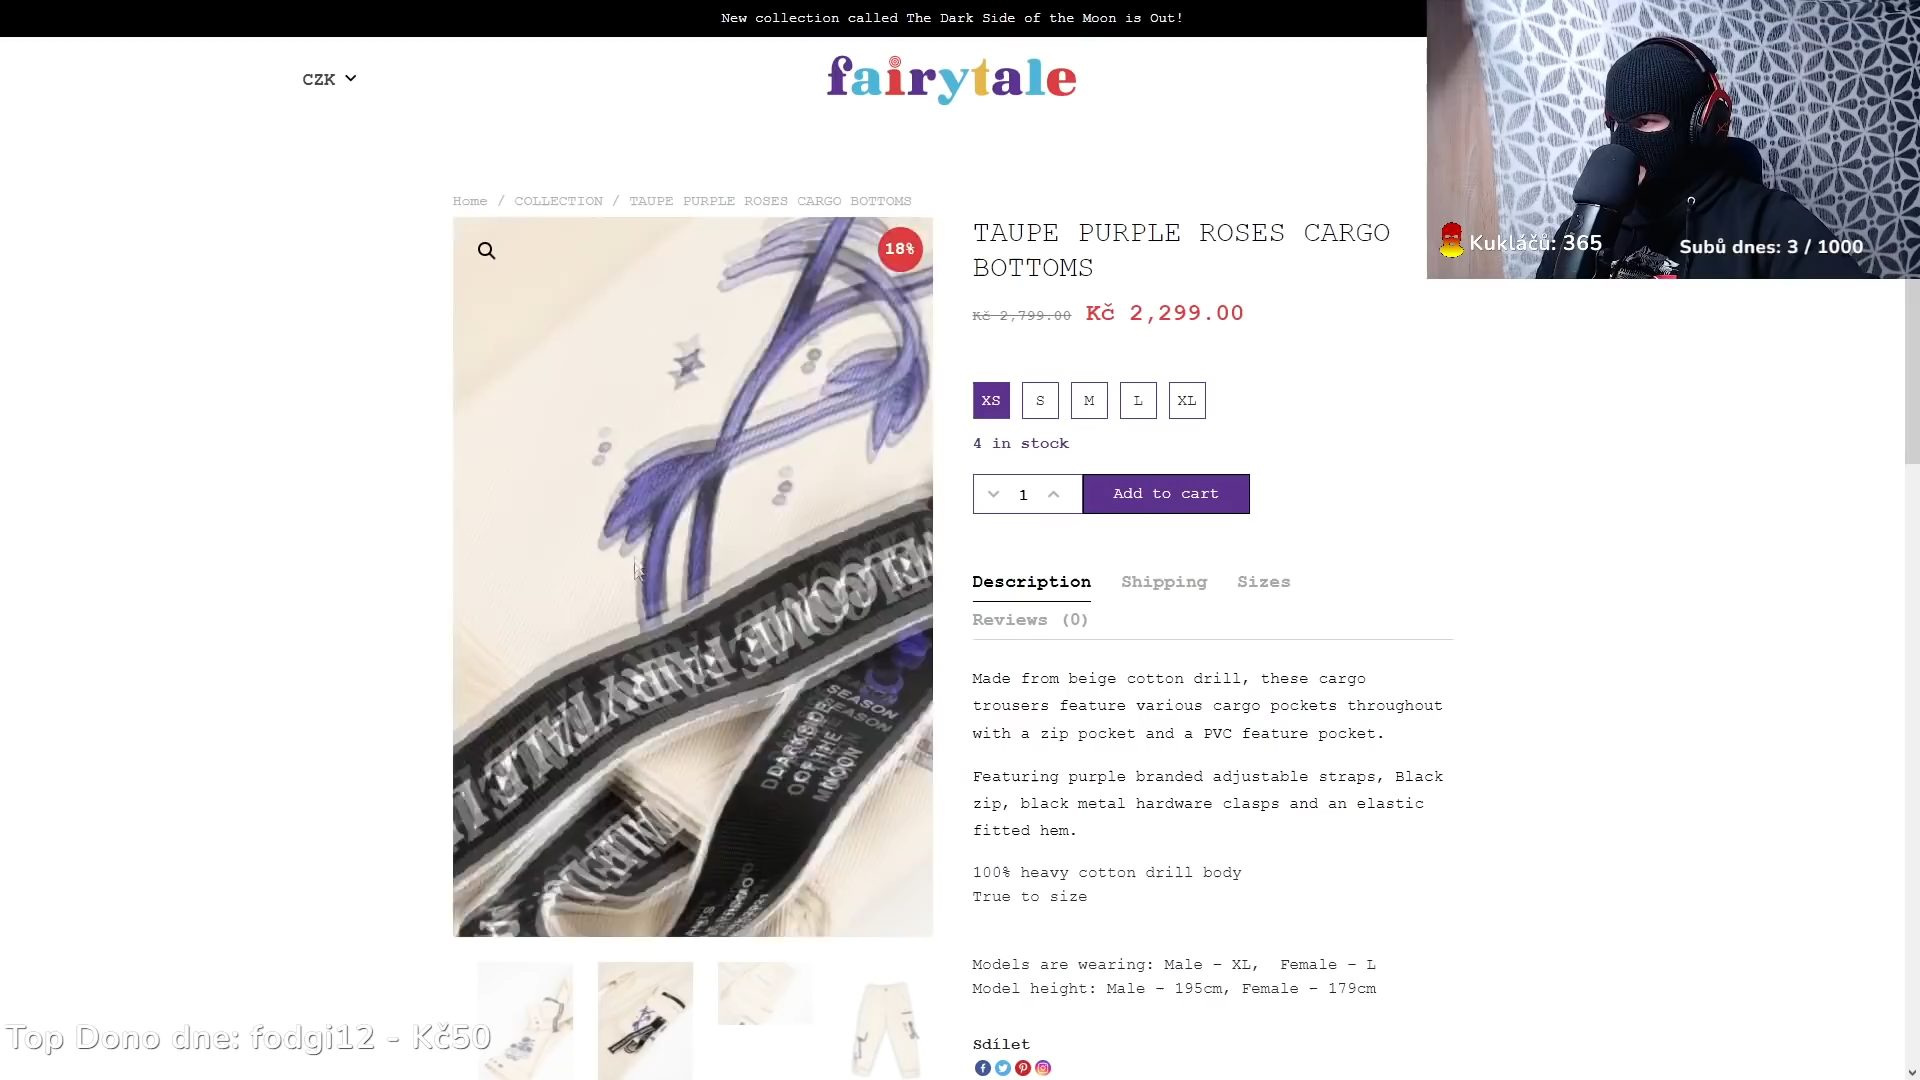 New collection called The Dark Side of the Moon is Out!
CZK
fairytale
Kukláčů: 365
Subů dnes: 3 / 1000
Home / COLLECTION / TAUPE PURPLE ROSES CARGO BOTTOMS
18%
TAUPE PURPLE ROSES CARGO
BOTTOMS
Kč 2,799.00 Kč 2,299.00
XS S M L XL
4 in stock
1
Add to cart
Description Shipping Sizes
Reviews (0)
Made from beige cotton drill, these cargo
trousers feature various cargo pockets throughout
with a zip pocket and a PVC feature pocket.
Featuring purple branded adjustable straps, Black
zip, black metal hardware clasps and an elastic
fitted hem.
100% heavy cotton drill body
True to size
Models are wearing: Male – XL, Female – L
Model height: Male – 195cm, Female – 179cm
Sdílet
SEASON
DARKSIDE
OF THE
MOON
Top Dono dne: fodgi12 - Kč50